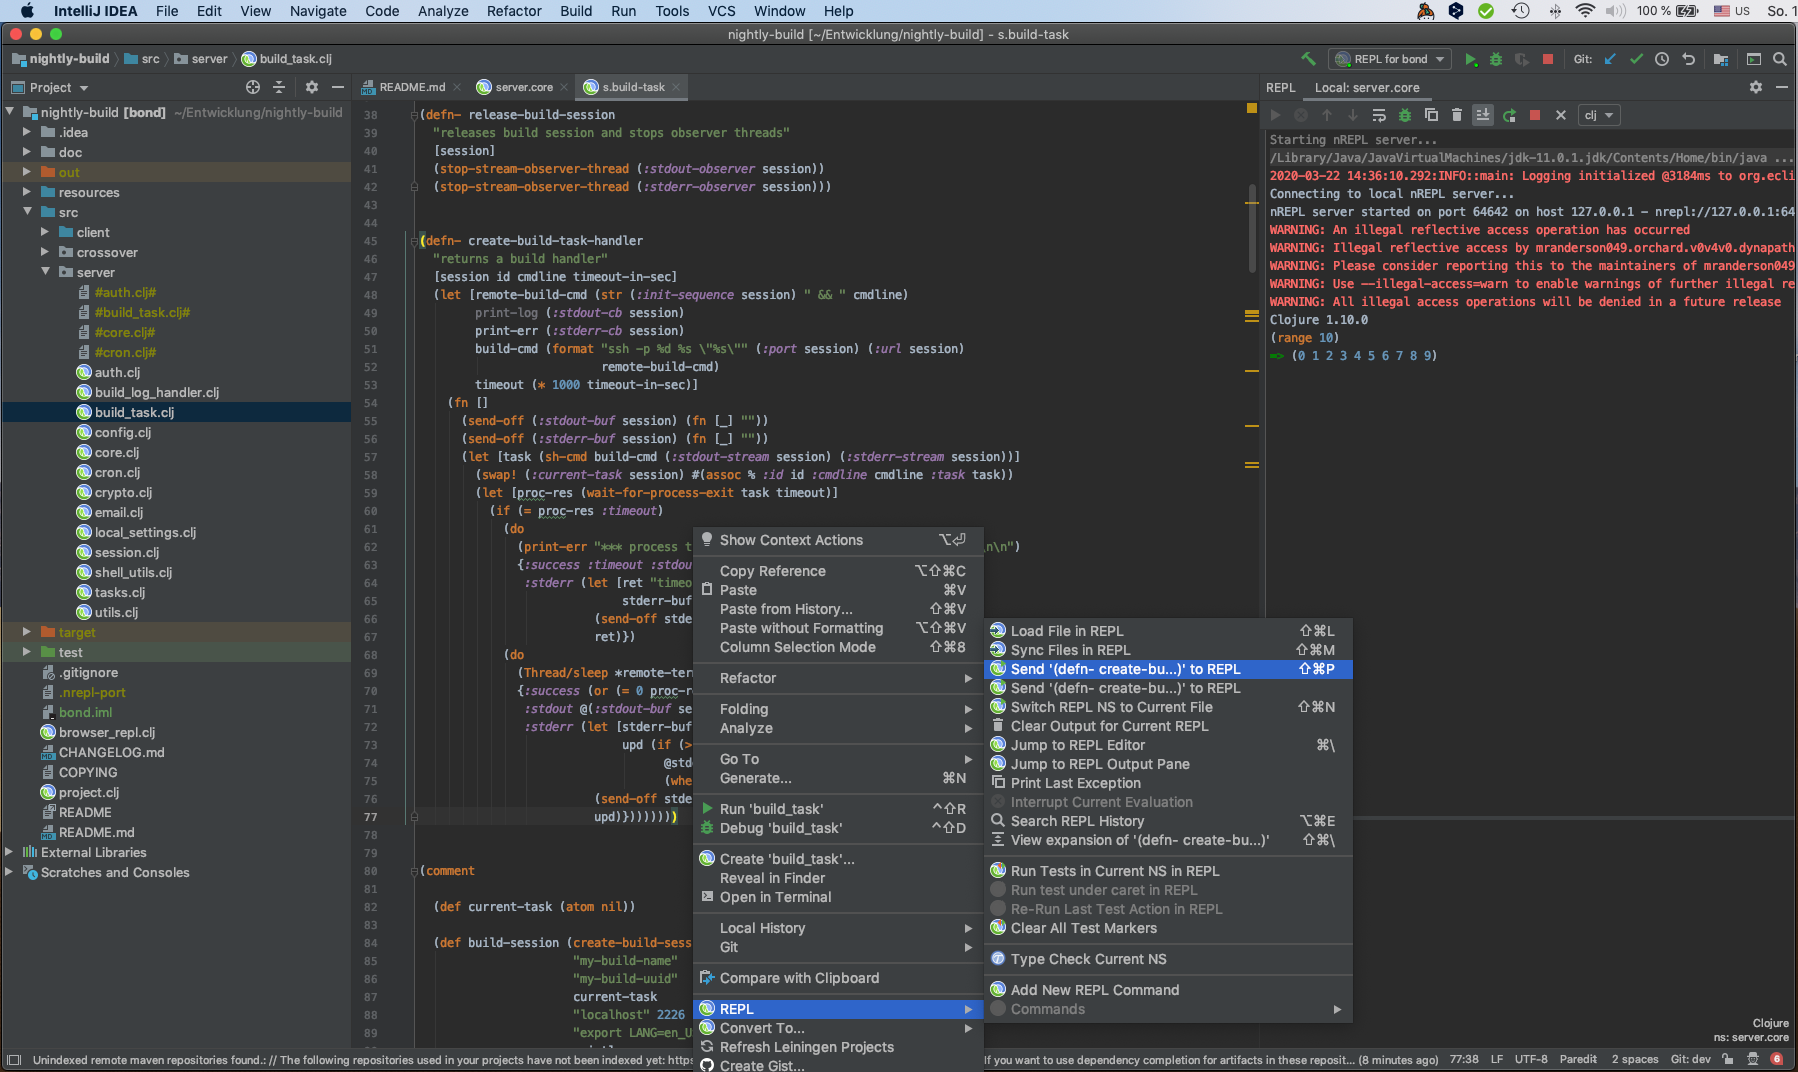 IntelliJ IDEA File Edit View Navigate Code Analyze Refactor Build Run Tools VCS Window Help 100 % US So. 1
nightly-build [~/Entwicklung/nightly-build] - s.build-task
nightly-build src server build_task.clj REPL for bond Git:
Project README.md server.core s.build-task REPL Local: server.core
nightly-build [bond] ~/Entwicklung/nightly-build
.idea
doc
out
resources
src
client
crossover
server
#auth.clj#
#build_task.clj#
#core.clj#
#cron.clj#
auth.clj
build_log_handler.clj
build_task.clj
config.clj
core.clj
cron.clj
crypto.clj
email.clj
local_settings.clj
session.clj
shell_utils.clj
tasks.clj
utils.clj
target
test
.gitignore
.nrepl-port
bond.iml
browser_repl.clj
CHANGELOG.md
COPYING
project.clj
README
README.md
External Libraries
Scratches and Consoles
38 (defn- release-build-session
39 "releases build session and stops observer threads"
40 [session]
41 (stop-stream-observer-thread (:stdout-observer session))
42 (stop-stream-observer-thread (:stderr-observer session)))
43
44
45 (defn- create-build-task-handler
46 "returns a build handler"
47 [session id cmdline timeout-in-sec]
48 (let [remote-build-cmd (str (:init-sequence session) " && " cmdline)
49 print-log (:stdout-cb session)
50 print-err (:stderr-cb session)
51 build-cmd (format "ssh -p %d %s \"%s\"" (:port session) (:url session)
52 remote-build-cmd)
53 timeout (* 1000 timeout-in-sec)]
54 (fn []
55 (send-off (:stdout-buf session) (fn [_] ""))
56 (send-off (:stderr-buf session) (fn [_] ""))
57 (let [task (sh-cmd build-cmd (:stdout-stream session) (:stderr-stream session))]
58 (swap! (:current-task session) #(assoc % :id id :cmdline cmdline :task task))
59 (let [proc-res (wait-for-process-exit task timeout)]
60 (if (= proc-res :timeout)
61 (do
62 (print-err "*** process t \n\n")
63 {:success :timeout :stdou
64 :stderr (let [ret "timeo
65 stderr-buf
66 (send-off stde
67 ret)})
68 (do
69 (Thread/sleep *remote-ter
70 {:success (or (= 0 proc-r
71 :stdout @(:stdout-buf se
72 :stderr (let [stderr-buf
73 upd (if (>
74 @stde
75 (whe
76 (send-off stde
77 upd)})))))))
78
79
80 (comment
81
82 (def current-task (atom nil))
83
84 (def build-session (create-build-sess
85 "my-build-name"
86 "my-build-uuid"
87 current-task
88 "localhost" 2226
89 "export LANG=en_U
Show Context Actions ⌥⏎
Copy Reference ⌥⇧⌘C
Paste ⌘V
Paste from History... ⇧⌘V
Paste without Formatting ⌥⇧⌘V
Column Selection Mode ⇧⌘8
Refactor
Folding
Analyze
Go To
Generate... ⌘N
Run 'build_task' ^⇧R
Debug 'build_task' ^⇧D
Create 'build_task'...
Reveal in Finder
Open in Terminal
Local History
Git
Compare with Clipboard
REPL
Convert To...
Refresh Leiningen Projects
Create Gist...
Load File in REPL ⇧⌘L
Sync Files in REPL ⇧⌘M
Send '(defn- create-bu...)' to REPL ⇧⌘P
Send '(defn- create-bu...)' to REPL
Switch REPL NS to Current File ⇧⌘N
Clear Output for Current REPL
Jump to REPL Editor ⌘\
Jump to REPL Output Pane
Print Last Exception
Interrupt Current Evaluation
Search REPL History ⌥⌘E
View expansion of '(defn- create-bu...)' ⇧⌘\
Run Tests in Current NS in REPL
Run test under caret in REPL
Re-Run Last Test Action in REPL
Clear All Test Markers
Type Check Current NS
Add New REPL Command
Commands
clj
Starting nREPL server...
/Library/Java/JavaVirtualMachines/jdk-11.0.1.jdk/Contents/Home/bin/java ...
2020-03-22 14:36:10.292:INFO::main: Logging initialized @3184ms to org.ecli
Connecting to local nREPL server...
nREPL server started on port 64642 on host 127.0.0.1 - nrepl://127.0.0.1:64
WARNING: An illegal reflective access operation has occurred
WARNING: Illegal reflective access by mranderson049.orchard.v0v4v0.dynapath
WARNING: Please consider reporting this to the maintainers of mranderson049
WARNING: Use --illegal-access=warn to enable warnings of further illegal re
WARNING: All illegal access operations will be denied in a future release
Clojure 1.10.0
(range 10)
=> (0 1 2 3 4 5 6 7 8 9)
Clojure
ns: server.core
Unindexed remote maven repositories found.: // The following repositories used in your projects have not been indexed yet: https If you want to use dependency completion for artifacts in these reposit... (8 minutes ago) 77:38 LF UTF-8 Paredit 2 spaces Git: dev 6